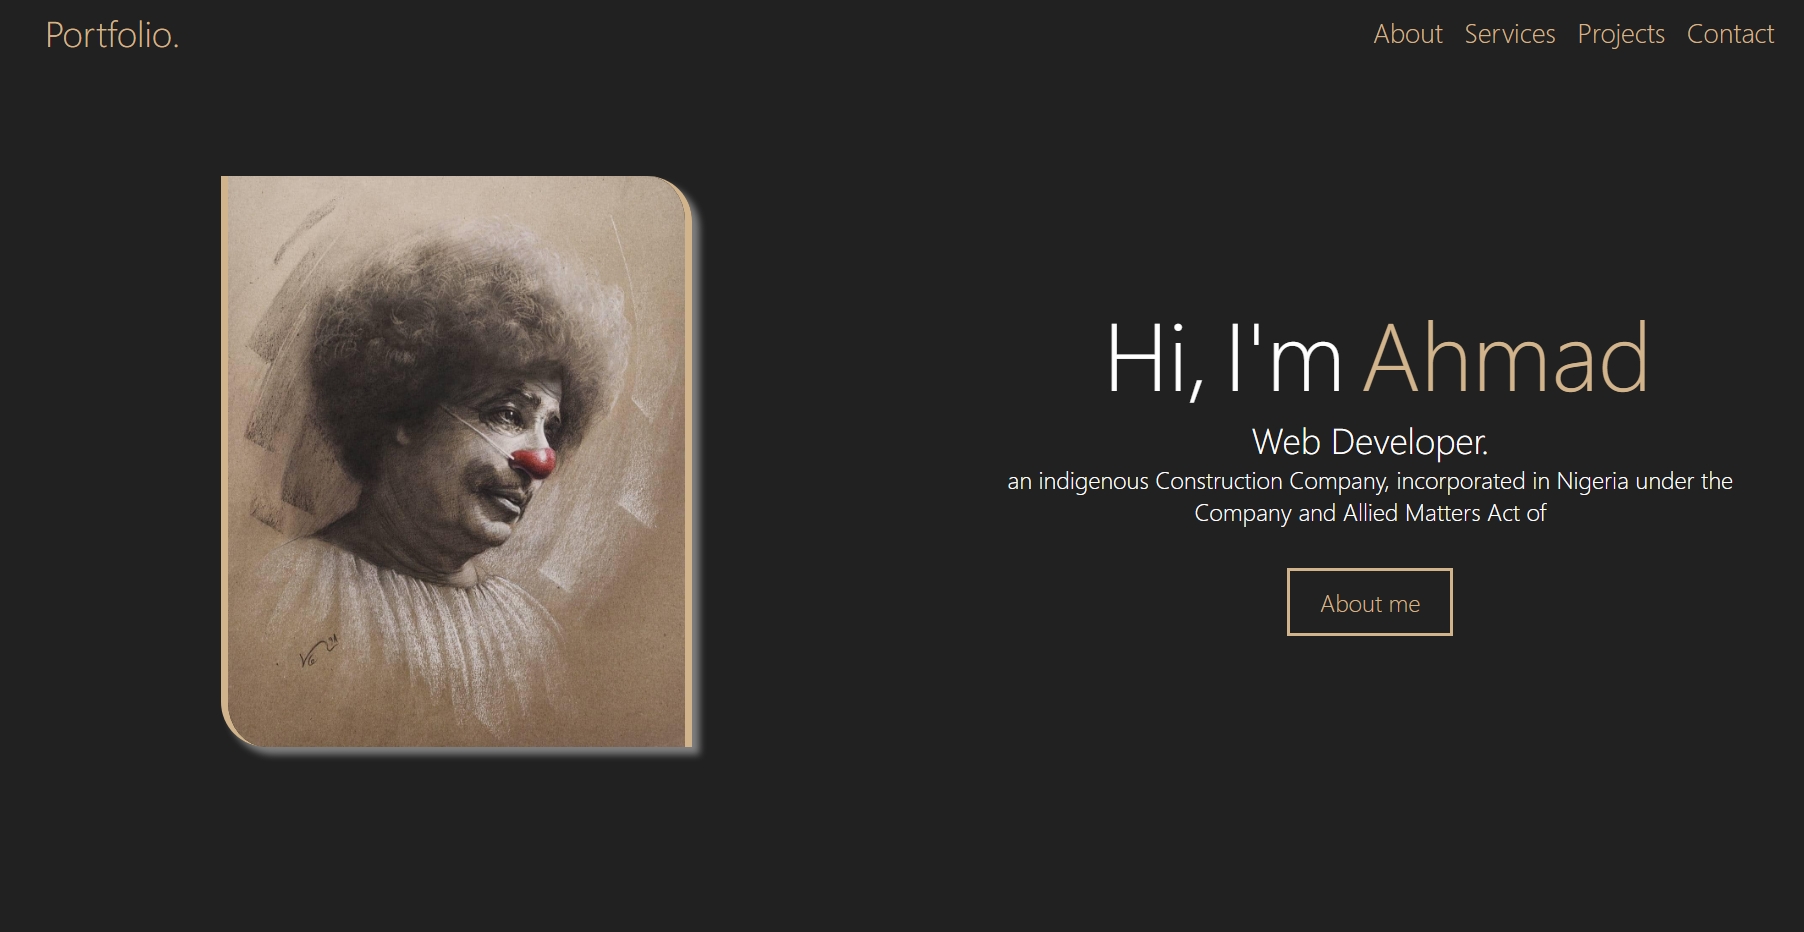 Portfolio.
About Services Projects Contact
Hi, I'm Ahmad
Web Developer.
an indigenous Construction Company, incorporated in Nigeria under the
Company and Allied Matters Act of
About me